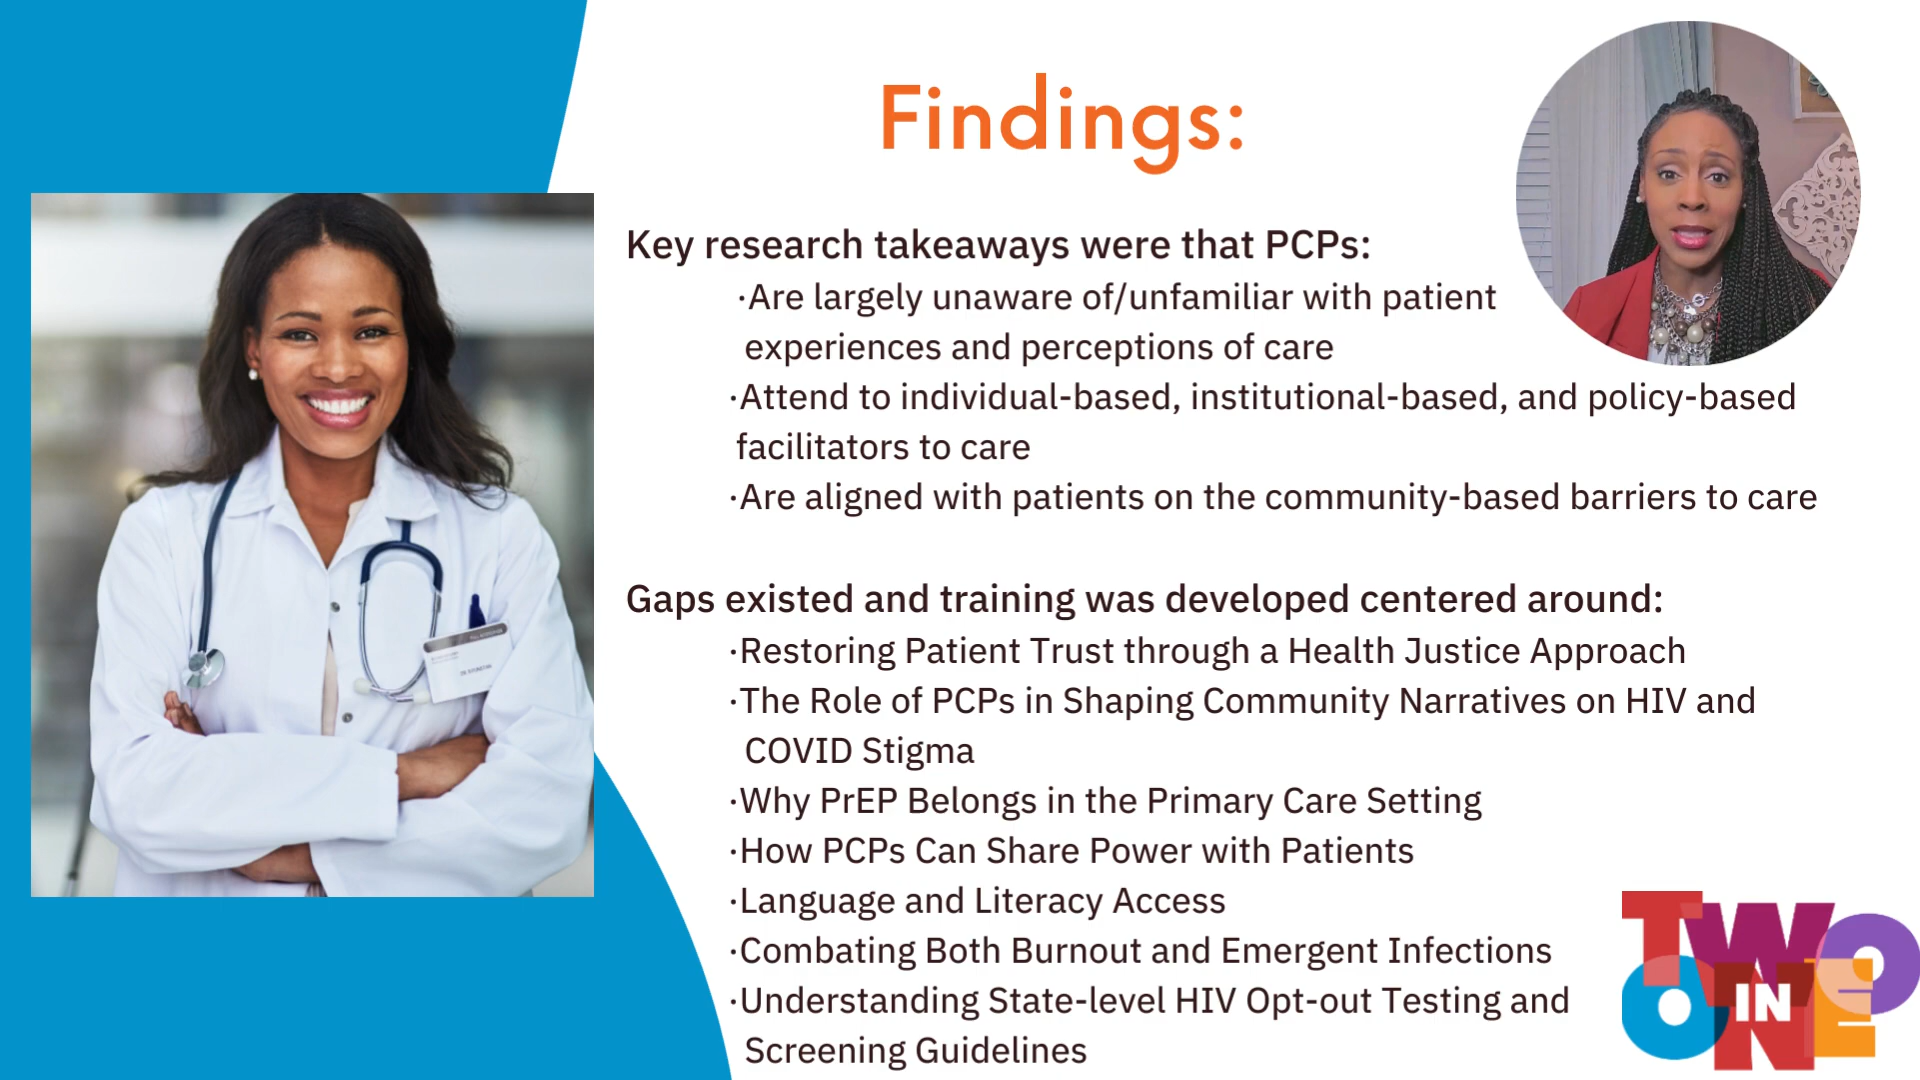 Findings:
Key research takeaways were that PCPs:
·Are largely unaware of/unfamiliar with patient
experiences and perceptions of care
·Attend to individual-based, institutional-based, and policy-based
facilitators to care
·Are aligned with patients on the community-based barriers to care
Gaps existed and training was developed centered around:
·Restoring Patient Trust through a Health Justice Approach
·The Role of PCPs in Shaping Community Narratives on HIV and
COVID Stigma
·Why PrEP Belongs in the Primary Care Setting
·How PCPs Can Share Power with Patients
·Language and Literacy Access
·Combating Both Burnout and Emergent Infections
·Understanding State-level HIV Opt-out Testing and
Screening Guidelines
TWO
IN
ONE